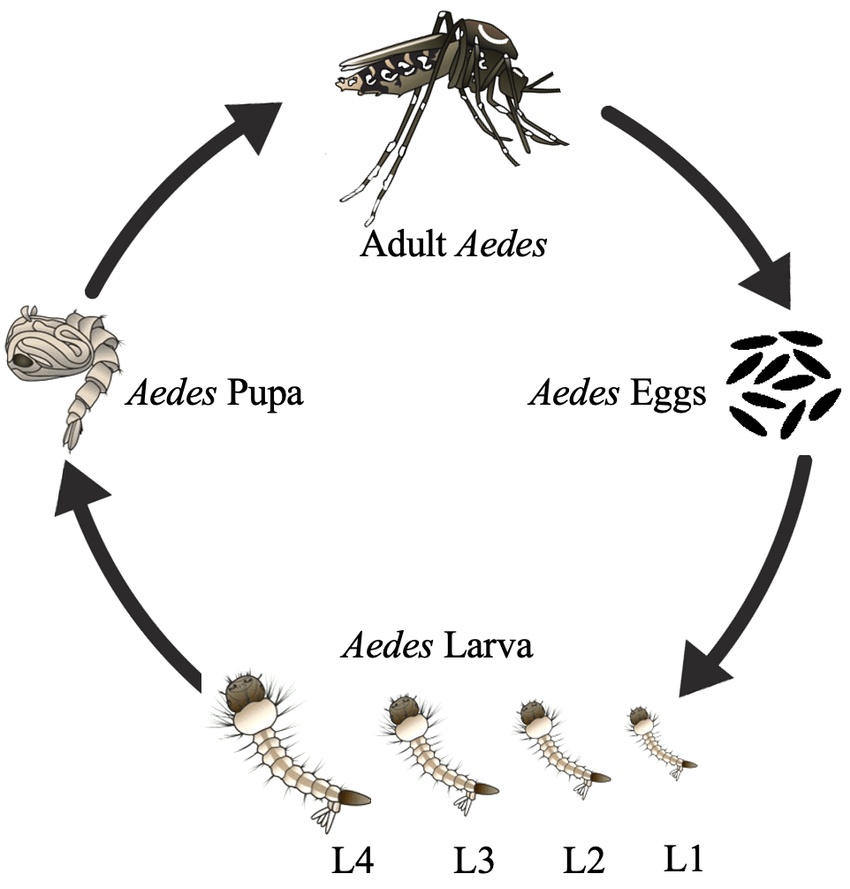 Adult Aedes
Aedes Pupa
Aedes Eggs
Aedes Larva
L4
L3
L2
L1